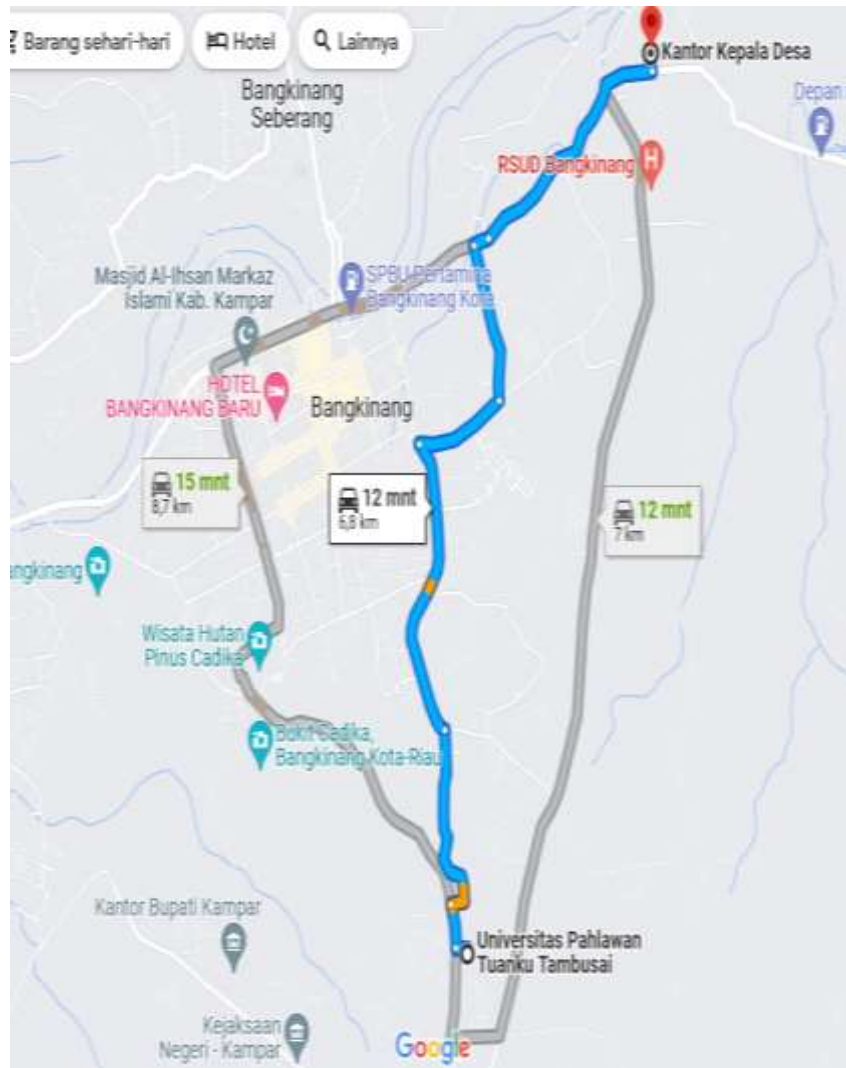 Barang sehari-hari
Hotel
Lainnya
Kantor Kepala Desa
Bangkinang
Seberang
Depan
RSUD Bangkinang
H
Masjid Al-Ihsan Markaz
Islami Kab. Kampar
SPBU Pertamina
Bangkinang Kota
HOTEL
BANGKINANG BARU
Bangkinang
15 mnt
8,7 km
12 mnt
6,8 km
12 mnt
7 km
angkinang
Wisata Hutan
Pinus Cadika
Bukit Cadika,
Bangkinang Kota-Riau
Kantor Bupati Kampar
Universitas Pahlawan
Tuanku Tambusai
Kejaksaan
Negeri - Kampar
Google